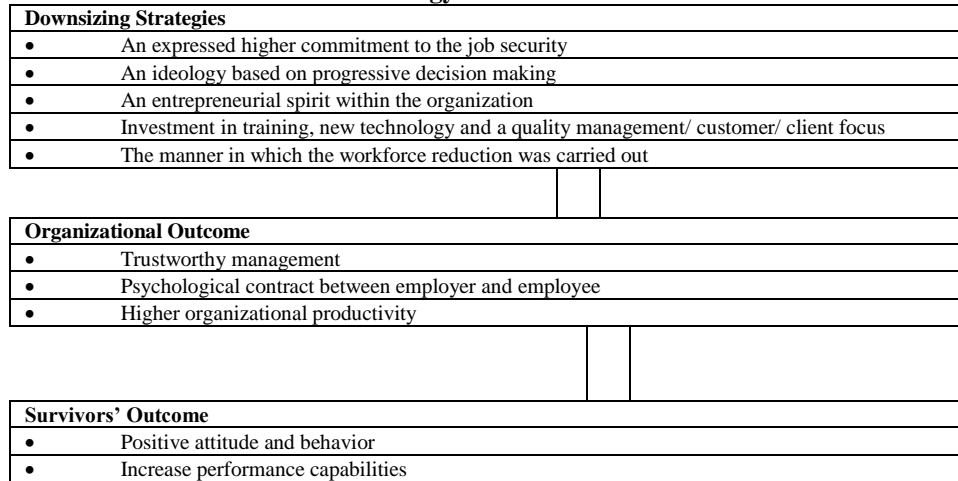 Downsizing Strategies
• An expressed higher commitment to the job security
• An ideology based on progressive decision making
• An entrepreneurial spirit within the organization
• Investment in training, new technology and a quality management/ customer/ client focus
• The manner in which the workforce reduction was carried out
Organizational Outcome
• Trustworthy management
• Psychological contract between employer and employee
• Higher organizational productivity
Survivors’ Outcome
• Positive attitude and behavior
• Increase performance capabilities